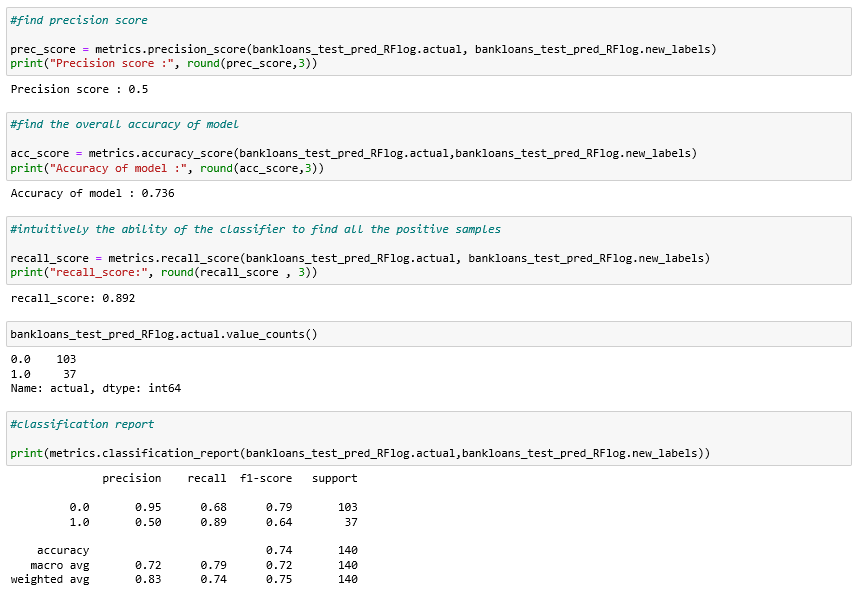 #find precision score
prec_score = metrics.precision_score(bankloans_test_pred_RFlog.actual, bankloans_test_pred_RFlog.new_labels)
print("Precision score :", round(prec_score,3))
Precision score : 0.5
#find the overall accuracy of model
acc_score = metrics.accuracy_score(bankloans_test_pred_RFlog.actual,bankloans_test_pred_RFlog.new_labels)
print("Accuracy of model :", round(acc_score,3))
Accuracy of model : 0.736
#intuitively the ability of the classifier to find all the positive samples
recall_score = metrics.recall_score(bankloans_test_pred_RFlog.actual, bankloans_test_pred_RFlog.new_labels)
print("recall_score:", round(recall_score , 3))
recall_score: 0.892
bankloans_test_pred_RFlog.actual.value_counts()
0.0    103
1.0     37
Name: actual, dtype: int64
#classification report
print(metrics.classification_report(bankloans_test_pred_RFlog.actual,bankloans_test_pred_RFlog.new_labels))
              precision    recall  f1-score   support
         0.0       0.95      0.68      0.79       103
         1.0       0.50      0.89      0.64        37
    accuracy                           0.74       140
   macro avg       0.72      0.79      0.72       140
weighted avg       0.83      0.74      0.75       140